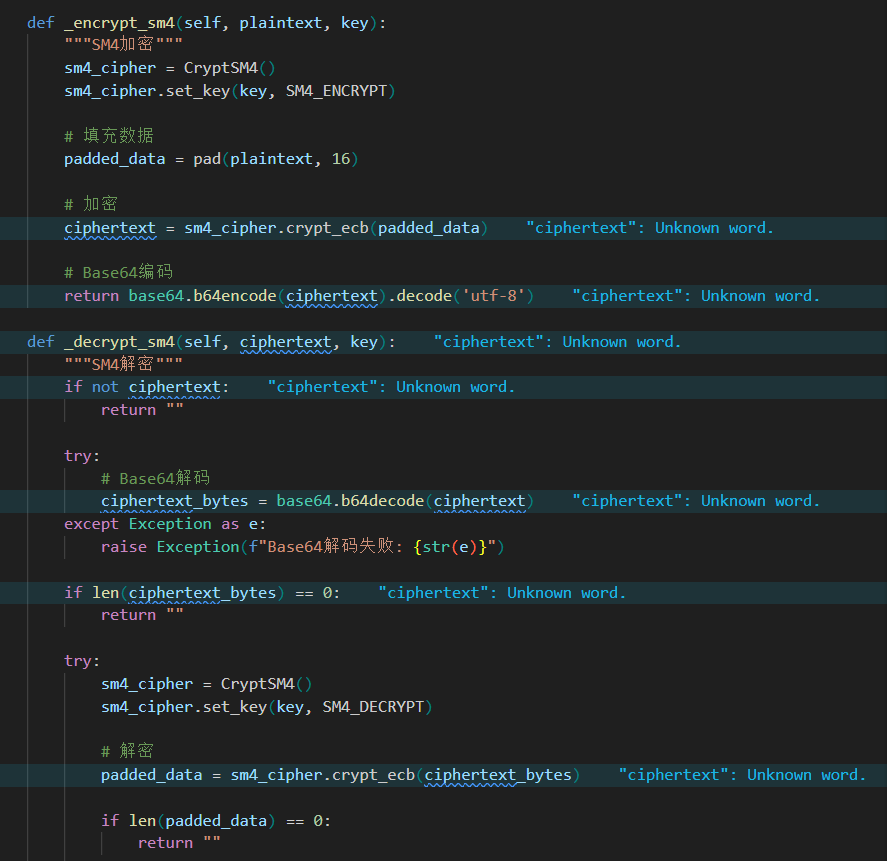 def _encrypt_sm4(self, plaintext, key):
"""SM4加密"""
sm4_cipher = CryptSM4()
sm4_cipher.set_key(key, SM4_ENCRYPT)
# 填充数据
padded_data = pad(plaintext, 16)
# 加密
ciphertext = sm4_cipher.crypt_ecb(padded_data) "ciphertext": Unknown word.
# Base64编码
return base64.b64encode(ciphertext).decode('utf-8') "ciphertext": Unknown word.
def _decrypt_sm4(self, ciphertext, key): "ciphertext": Unknown word.
"""SM4解密"""
if not ciphertext: "ciphertext": Unknown word.
return ""
try:
# Base64解码
ciphertext_bytes = base64.b64decode(ciphertext) "ciphertext": Unknown word.
except Exception as e:
raise Exception(f"Base64解码失败: {str(e)}")
if len(ciphertext_bytes) == 0: "ciphertext": Unknown word.
return ""
try:
sm4_cipher = CryptSM4()
sm4_cipher.set_key(key, SM4_DECRYPT)
# 解密
padded_data = sm4_cipher.crypt_ecb(ciphertext_bytes) "ciphertext": Unknown word.
if len(padded_data) == 0:
return ""